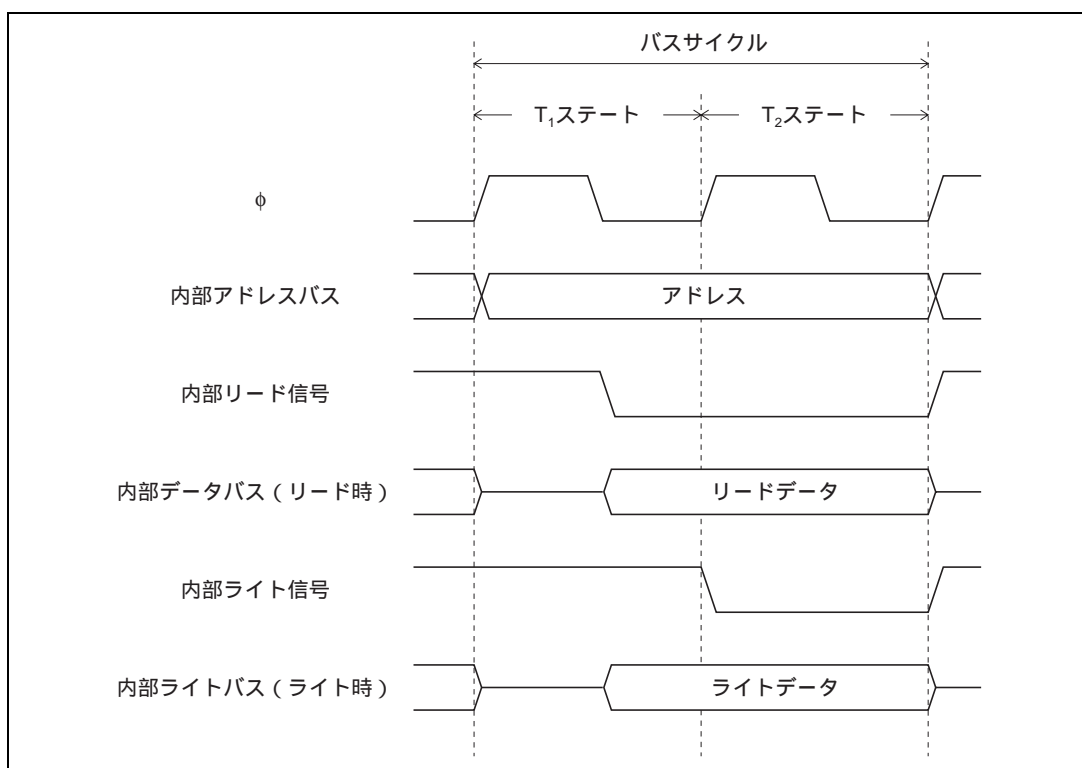 バスサイクル
T₁ステート
T₂ステート
φ
内部アドレスバス
アドレス
内部リード信号
内部データバス（リード時）
リードデータ
内部ライト信号
内部ライトバス（ライト時）
ライトデータ